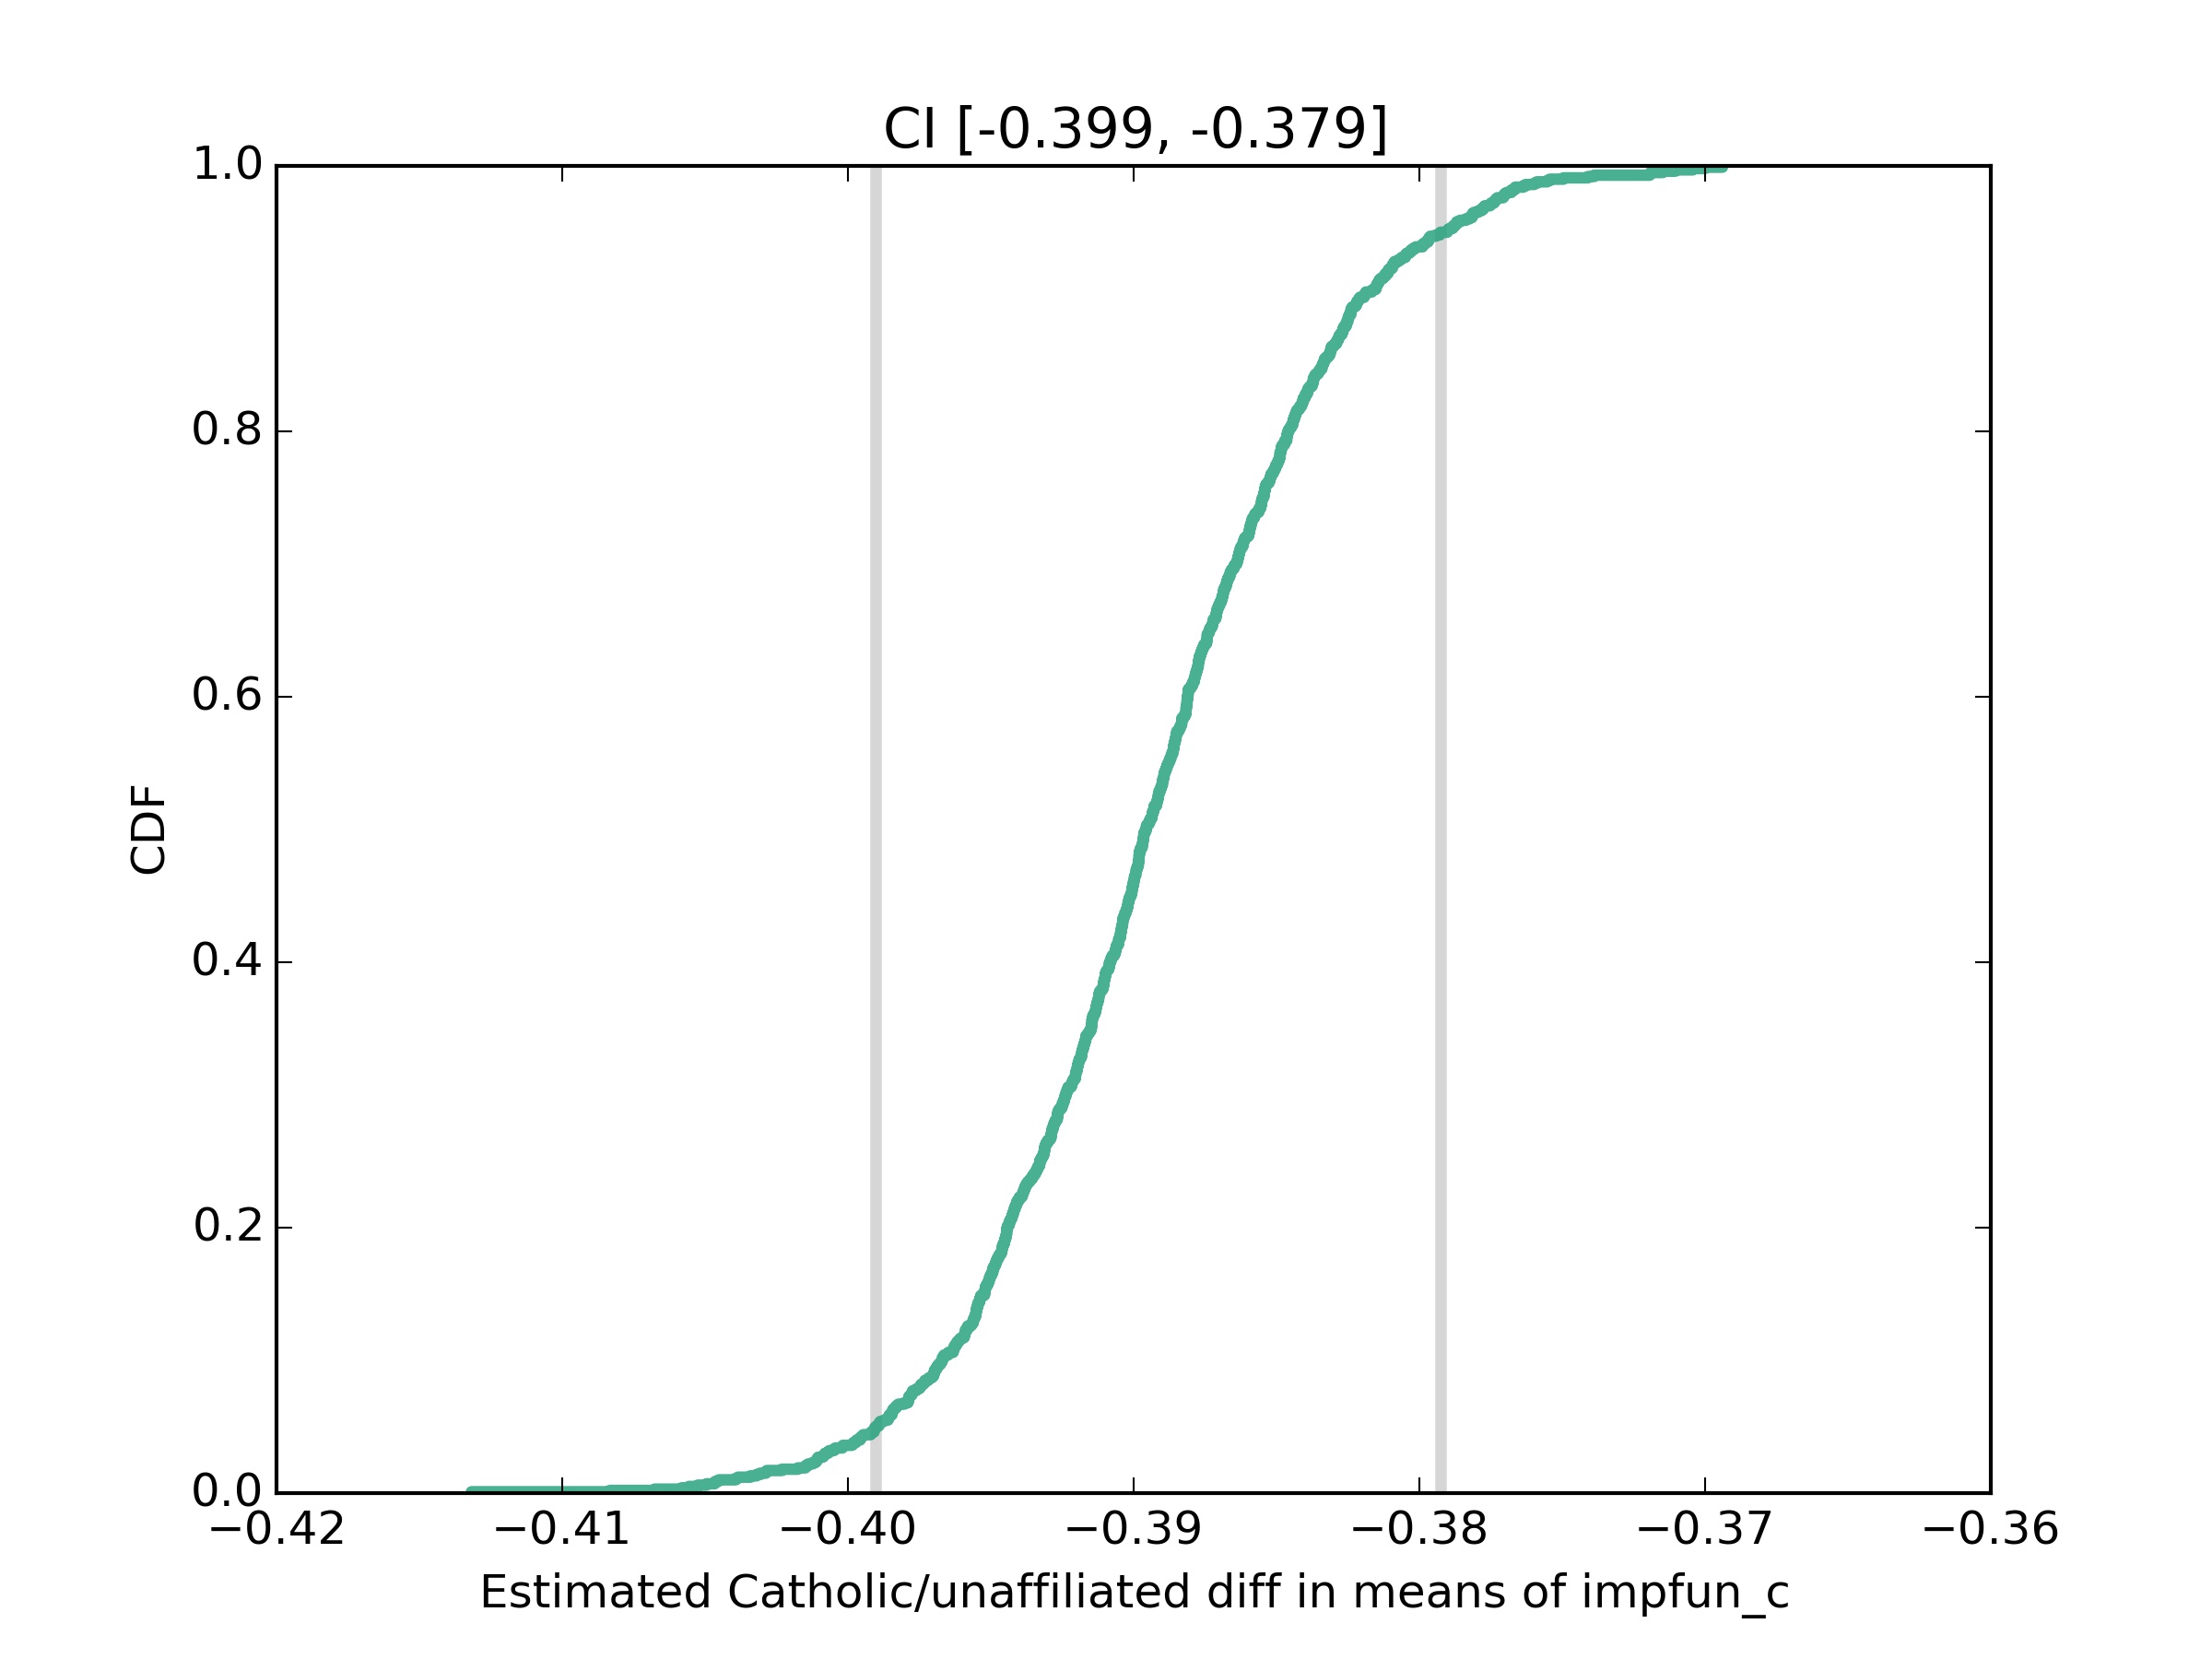 CI [-0.399, -0.379]
1.0
0.8
0.6
0.4
0.2
0.0
CDF
−0.42 −0.41 −0.40 −0.39 −0.38 −0.37 −0.36
Estimated Catholic/unaffiliated diff in means of impfun_c